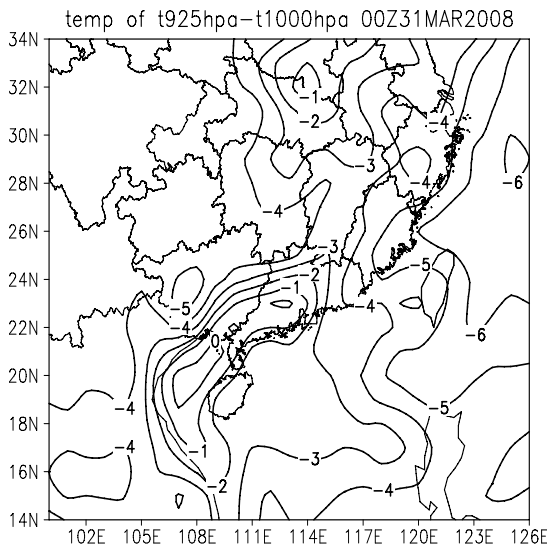 temp of t925hpa-t1000hpa 00Z31MAR2008
34N
32N
30N
28N
26N
24N
22N
20N
18N
16N
14N
102E 105E 108E 111E 114E 117E 120E 123E 126E
-1
-2
-4
-3
-4
-6
-4
-3
-5
-2
-1
-5
-4
-4
-6
0
-4
-5
-4
-1
-3
-2
-4